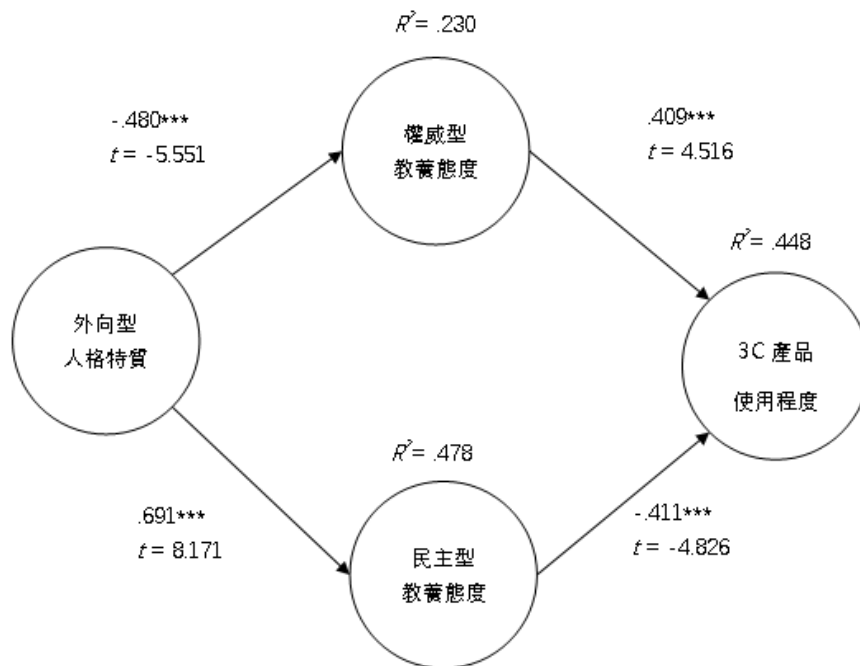 R²= .230
-.480***
t = -5.551
權威型
教養態度
.409***
t = 4.516
R²= .448
外向型
人格特質
3C 產品
使用程度
R²= .478
.691***
t = 8.171
民主型
教養態度
-.411***
t = -4.826